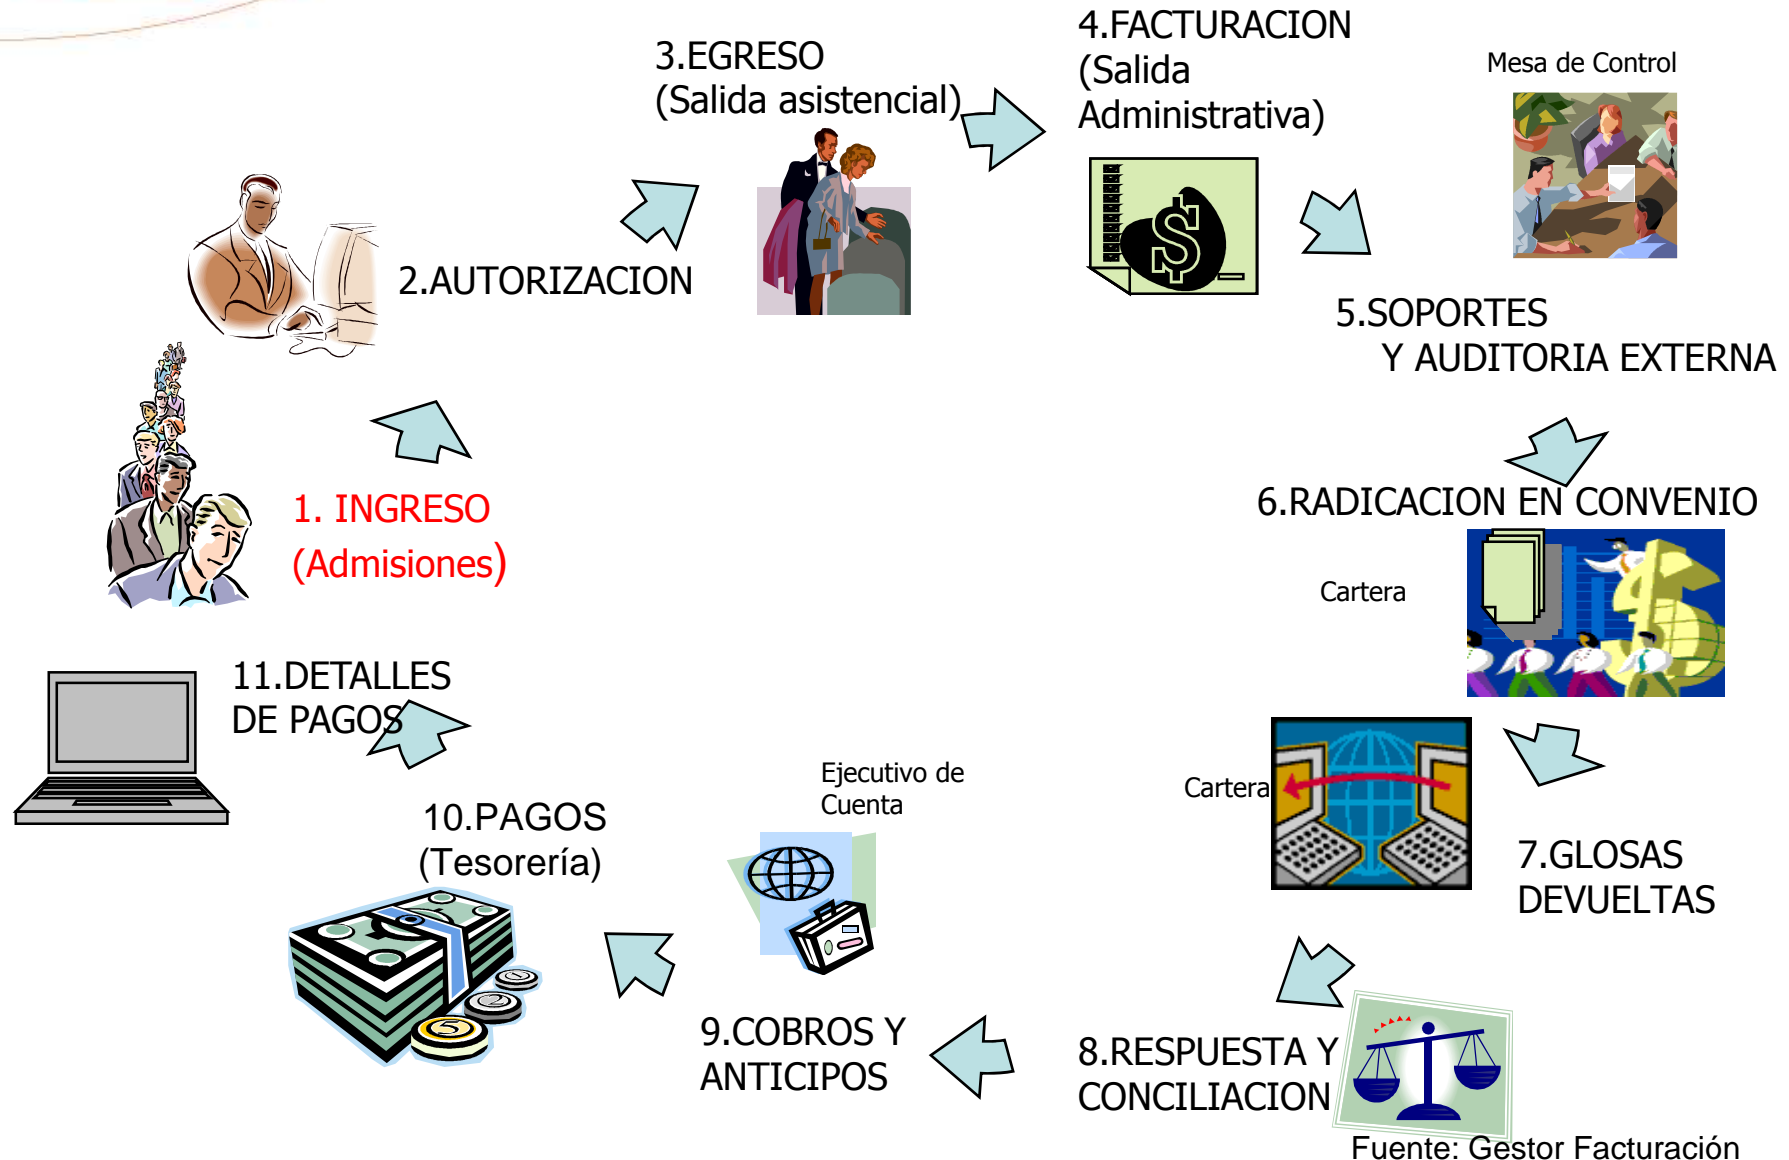 1. INGRESO
(Admisiones)
2.AUTORIZACION
3.EGRESO
(Salida asistencial)
4.FACTURACION
(Salida
Administrativa)
Mesa de Control
5.SOPORTES
Y AUDITORIA EXTERNA
6.RADICACION EN CONVENIO
Cartera
Cartera
7.GLOSAS
DEVUELTAS
8.RESPUESTA Y
CONCILIACION
9.COBROS Y
ANTICIPOS
Ejecutivo de
Cuenta
10.PAGOS
(Tesorería)
11.DETALLES
DE PAGOS
Fuente: Gestor Facturación